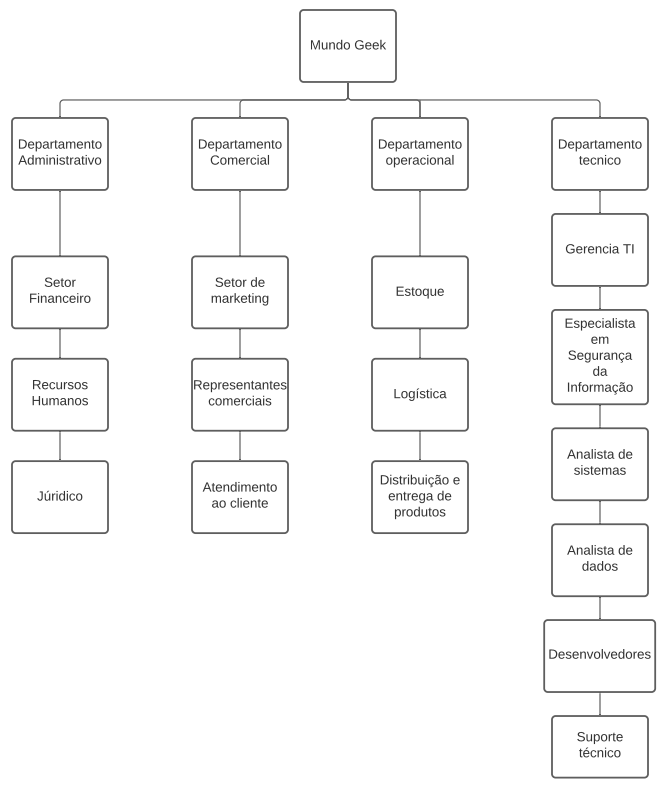 Mundo Geek
Departamento
Administrativo
Departamento
Comercial
Departamento
operacional
Departamento
tecnico
Setor
Financeiro
Setor de
marketing
Estoque
Gerencia TI
Recursos
Humanos
Representantes
comerciais
Logística
Especialista
em
Segurança
da
Informação
Júridico
Atendimento
ao cliente
Distribuição e
entrega de
produtos
Analista de
sistemas
Analista de
dados
Desenvolvedores
Suporte
técnico